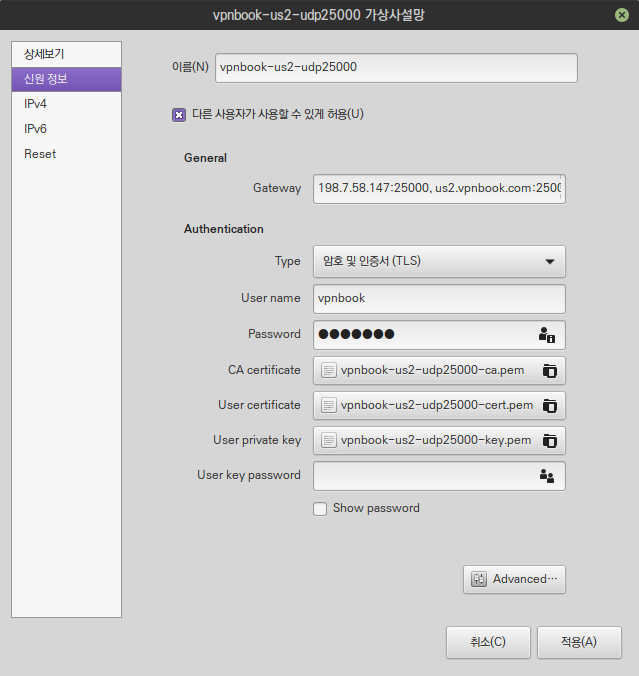 vpnbook-us2-udp25000 가상사설망
상세보기
신원 정보
IPv4
IPv6
Reset
이름(N) vpnbook-us2-udp25000
다른 사용자가 사용할 수 있게 허용(U)
General
Gateway 198.7.58.147:25000, us2.vpnbook.com:2500
Authentication
Type 암호 및 인증서 (TLS)
User name vpnbook
Password ●●●●●●●
CA certificate vpnbook-us2-udp25000-ca.pem
User certificate vpnbook-us2-udp25000-cert.pem
User private key vpnbook-us2-udp25000-key.pem
User key password
Show password
Advanced…
취소(C) 적용(A)